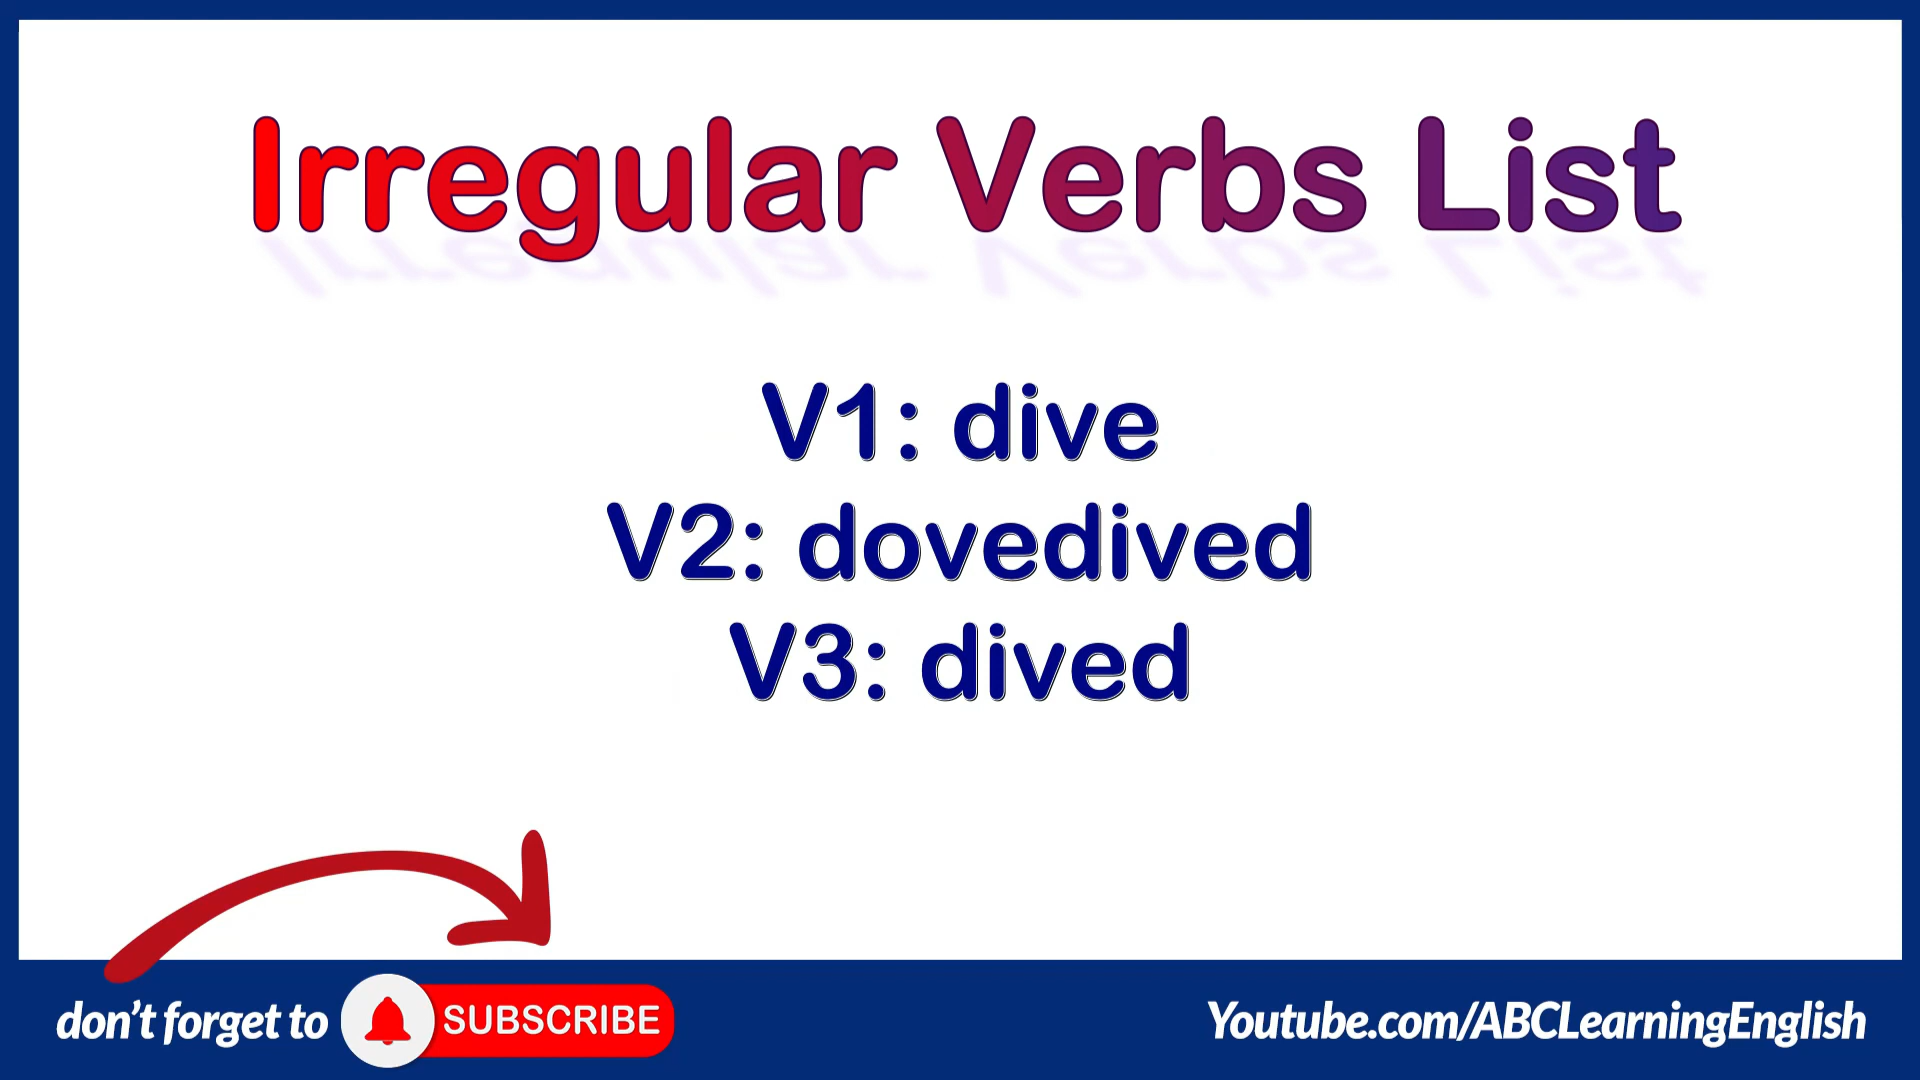 Irregular Verbs List
V1: dive
V2: dovedived
V3: dived
don't forget to SUBSCRIBE
Youtube.com/ABCLearningEnglish